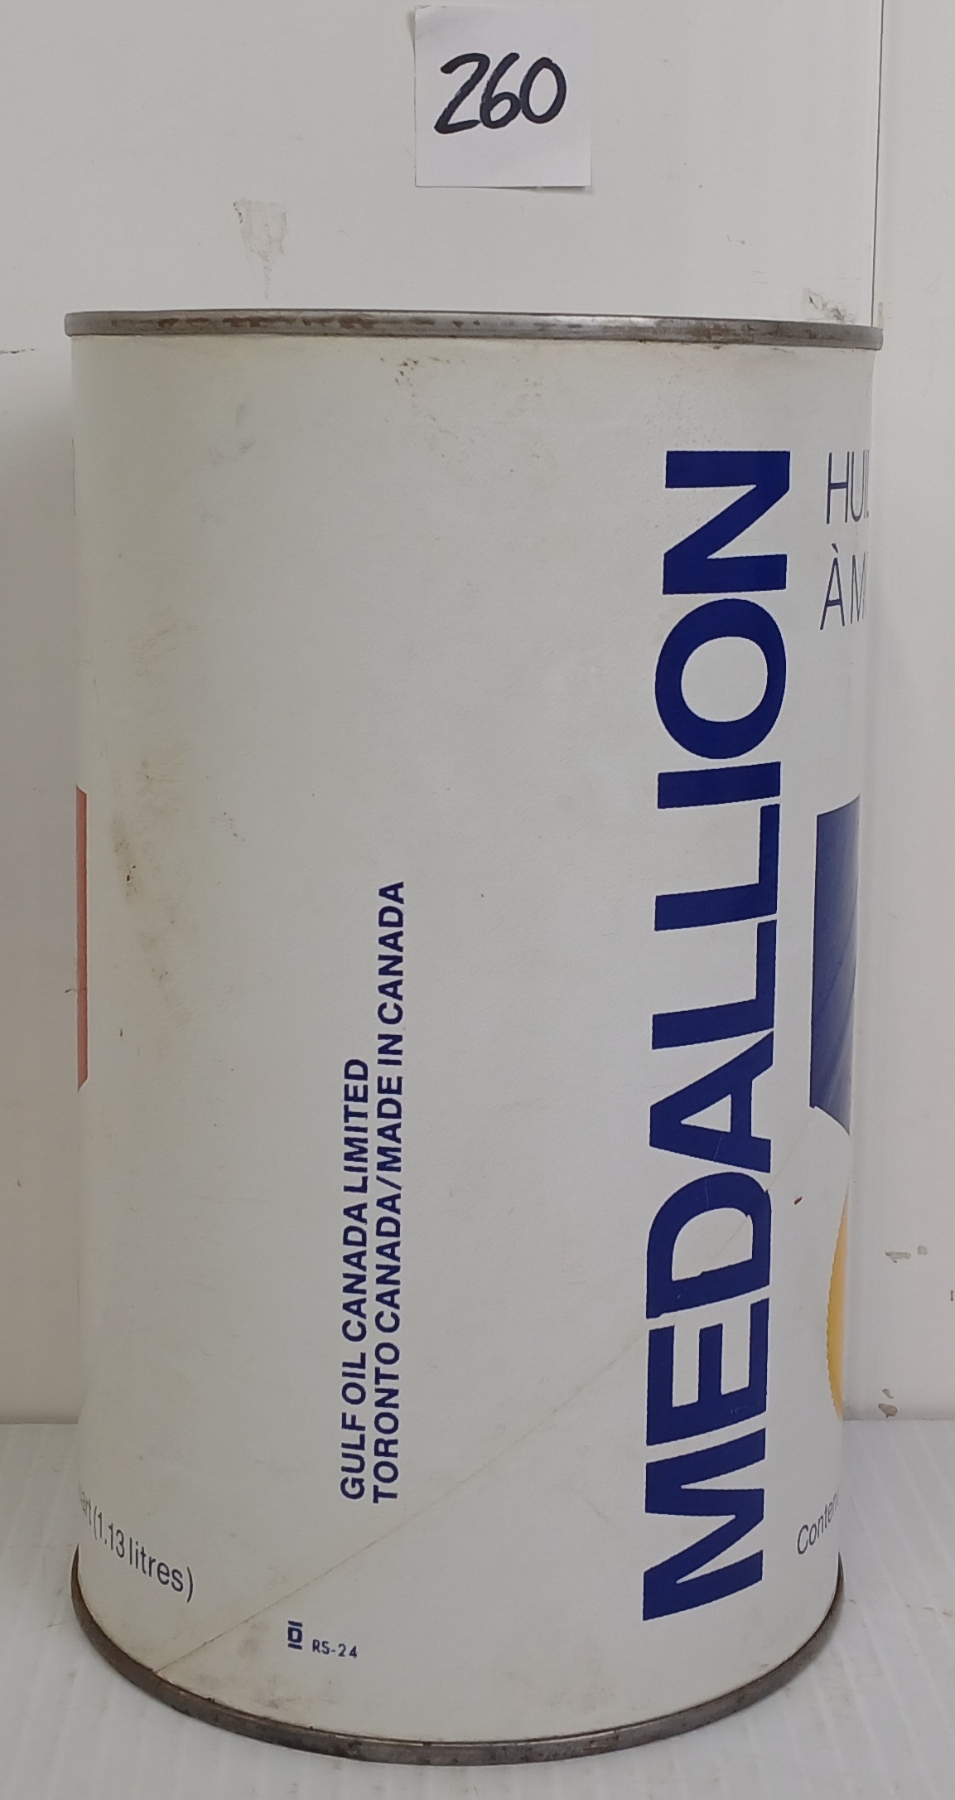 260
MEDALLION
GULF OIL CANADA LIMITED
TORONTO CANADA/MADE IN CANADA
(1.13 litres)
RS-24
À